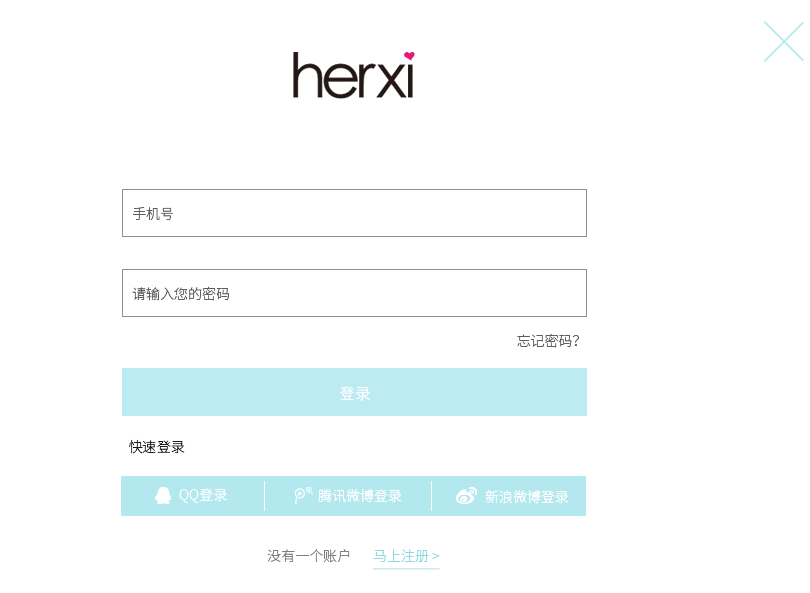 herxi
手机号
请输入您的密码
忘记密码?
登录
快速登录
QQ登录 腾讯微博登录 新浪微博登录
没有一个账户 马上注册 >